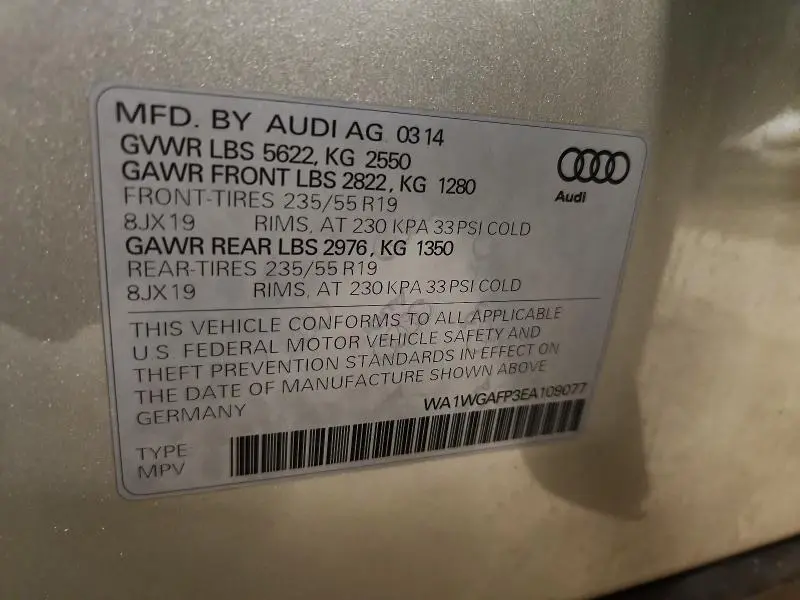 MFD. BY AUDI AG 03 14
GVWR LBS 5622, KG 2550
GAWR FRONT LBS 2822, KG 1280
FRONT-TIRES 235/55 R19
8JX19 RIMS, AT 230 KPA 33 PSI COLD
GAWR REAR LBS 2976, KG 1350
REAR-TIRES 235/55 R19
8JX19 RIMS, AT 230 KPA 33 PSI COLD
Audi
THIS VEHICLE CONFORMS TO ALL APPLICABLE
U.S. FEDERAL MOTOR VEHICLE SAFETY AND
THEFT PREVENTION STANDARDS IN EFFECT ON
THE DATE OF MANUFACTURE SHOWN ABOVE
GERMANY WA1WGAFP3EA109077
TYPE
MPV